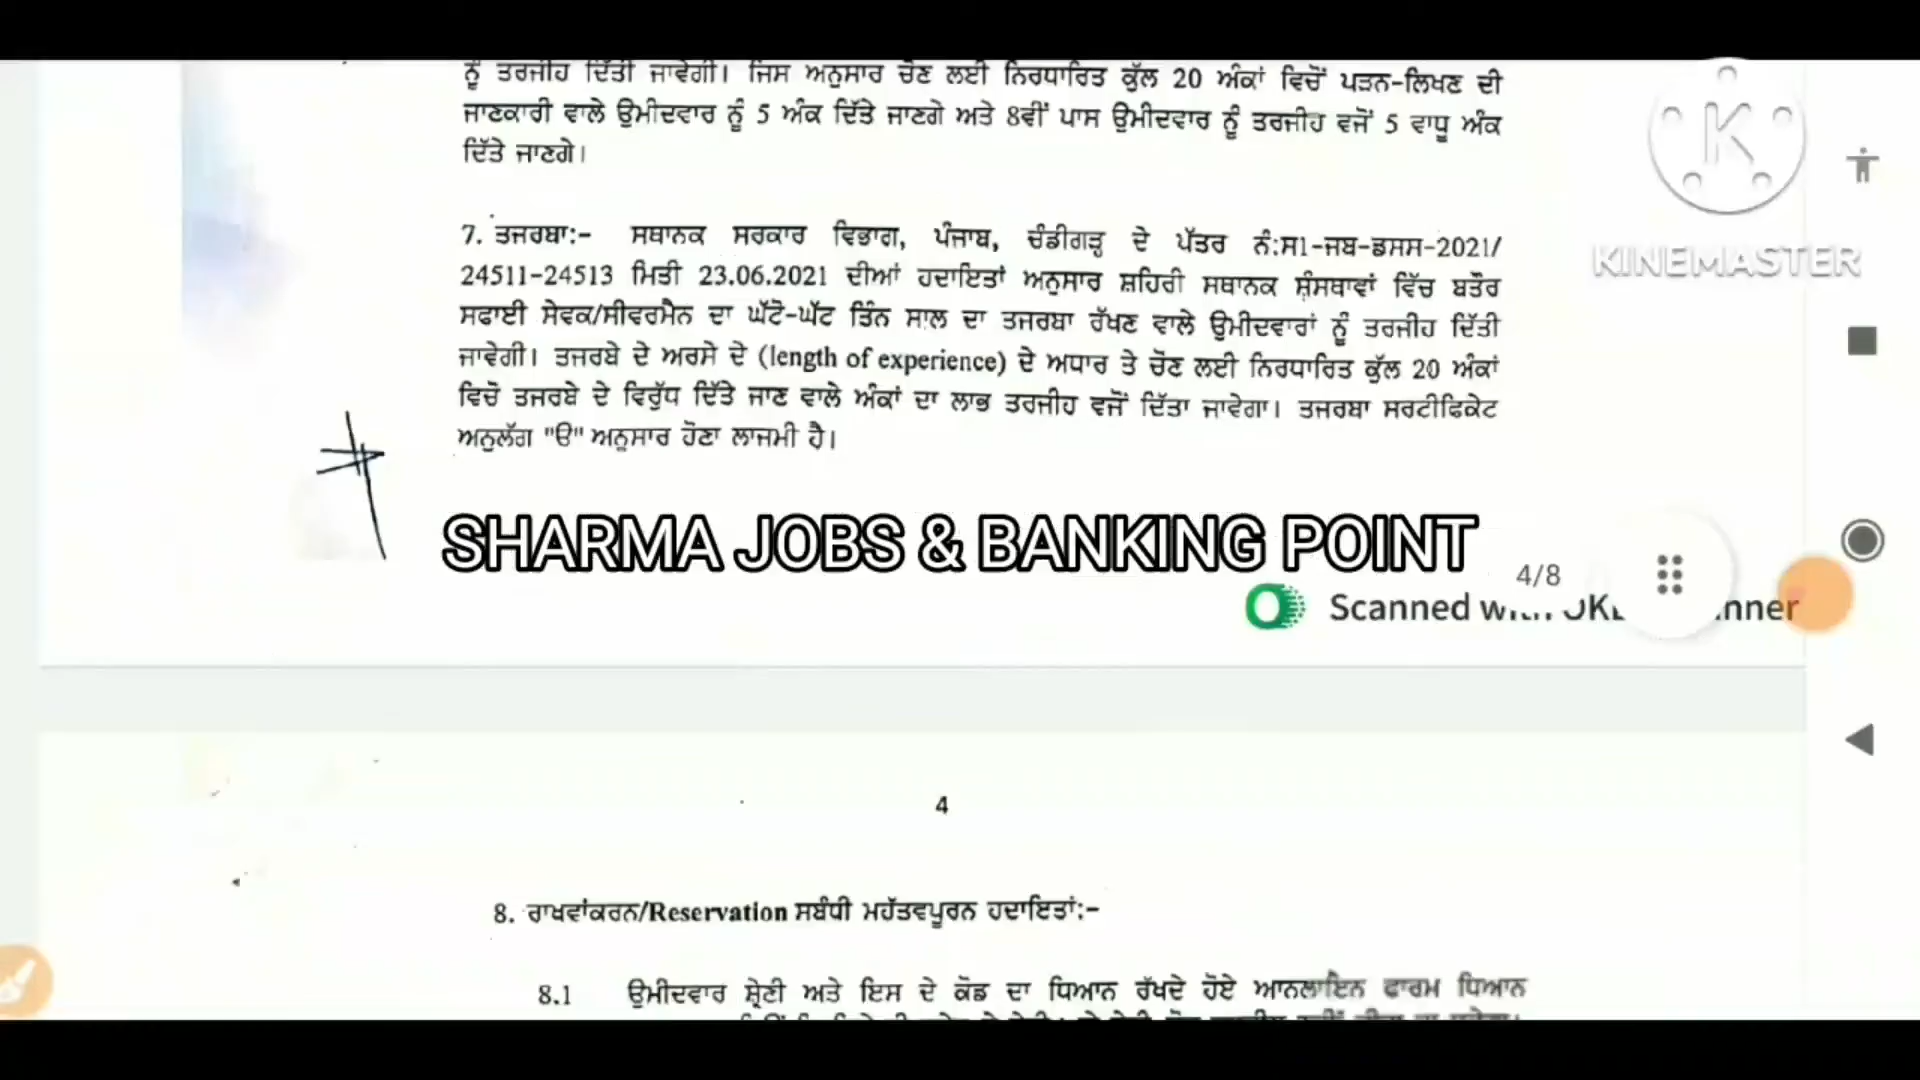 ਨੂੰ ਤਰਜੀਹ ਦਿੱਤੀ ਜਾਵੇਗੀ। ਜਿਸ ਅਨੁਸਾਰ ਚੋਣ ਲਈ ਨਿਰਧਾਰਿਤ ਕੁੱਲ 20 ਅੰਕਾਂ ਵਿਚੋਂ ਪੜਨ-ਲਿਖਣ ਦੀ
ਜਾਣਕਾਰੀ ਵਾਲੇ ਉਮੀਦਵਾਰ ਨੂੰ 5 ਅੰਕ ਦਿੱਤੇ ਜਾਣਗੇ ਅਤੇ 8ਵੀਂ ਪਾਸ ਉਮੀਦਵਾਰ ਨੂੰ ਤਰਜੀਹ ਵਜੋਂ 5 ਵਾਧੂ ਅੰਕ
ਦਿੱਤੇ ਜਾਣਗੇ।
KINEMASTER
7. ਤਜਰਬਾ:- ਸਥਾਨਕ ਸਰਕਾਰ ਵਿਭਾਗ, ਪੰਜਾਬ, ਚੰਡੀਗੜ੍ਹ ਦੇ ਪੱਤਰ ਨੰ:ਸ1-ਜਬ-ਡਸਸ-2021/
24511-24513 ਮਿਤੀ 23.06.2021 ਦੀਆਂ ਹਦਾਇਤਾਂ ਅਨੁਸਾਰ ਸ਼ਹਿਰੀ ਸਥਾਨਕ ਸੰਸਥਾਵਾਂ ਵਿੱਚ ਬਤੌਰ
ਸਫਾਈ ਸੇਵਕ/ਸੀਵਰਮੈਨ ਦਾ ਘੱਟੋ-ਘੱਟ ਤਿੰਨ ਸਾਲ ਦਾ ਤਜਰਬਾ ਰੱਖਣ ਵਾਲੇ ਉਮੀਦਵਾਰਾਂ ਨੂੰ ਤਰਜੀਹ ਦਿੱਤੀ
ਜਾਵੇਗੀ। ਤਜਰਬੇ ਦੇ ਅਰਸੇ ਦੇ (length of experience) ਦੇ ਅਧਾਰ ਤੇ ਚੋਣ ਲਈ ਨਿਰਧਾਰਿਤ ਕੁੱਲ 20 ਅੰਕਾਂ
ਵਿਚੋ ਤਜਰਬੇ ਦੇ ਵਿਰੁੱਧ ਦਿੱਤੇ ਜਾਣ ਵਾਲੇ ਅੰਕਾਂ ਦਾ ਲਾਭ ਤਰਜੀਹ ਵਜੋਂ ਦਿੱਤਾ ਜਾਵੇਗਾ। ਤਜਰਬਾ ਸਰਟੀਫਿਕੇਟ
ਅਨੁਲੱਗ "ੳ" ਅਨੁਸਾਰ ਹੋਣਾ ਲਾਜਮੀ ਹੈ।
SHARMA JOBS & BANKING POINT
4/8
Scanned
4
8. ਰਾਖਵਾਂਕਰਨ/Reservation ਸਬੰਧੀ ਮਹੱਤਵਪੂਰਨ ਹਦਾਇਤਾਂ:-
8.1 ਉਮੀਦਵਾਰ ਸ਼੍ਰੇਣੀ ਅਤੇ ਇਸ ਦੇ ਕੋਡ ਦਾ ਧਿਆਨ ਰੱਖਦੇ ਹੋਏ ਆਨਲਾਇਨ ਫਾਰਮ ਧਿਆਨ